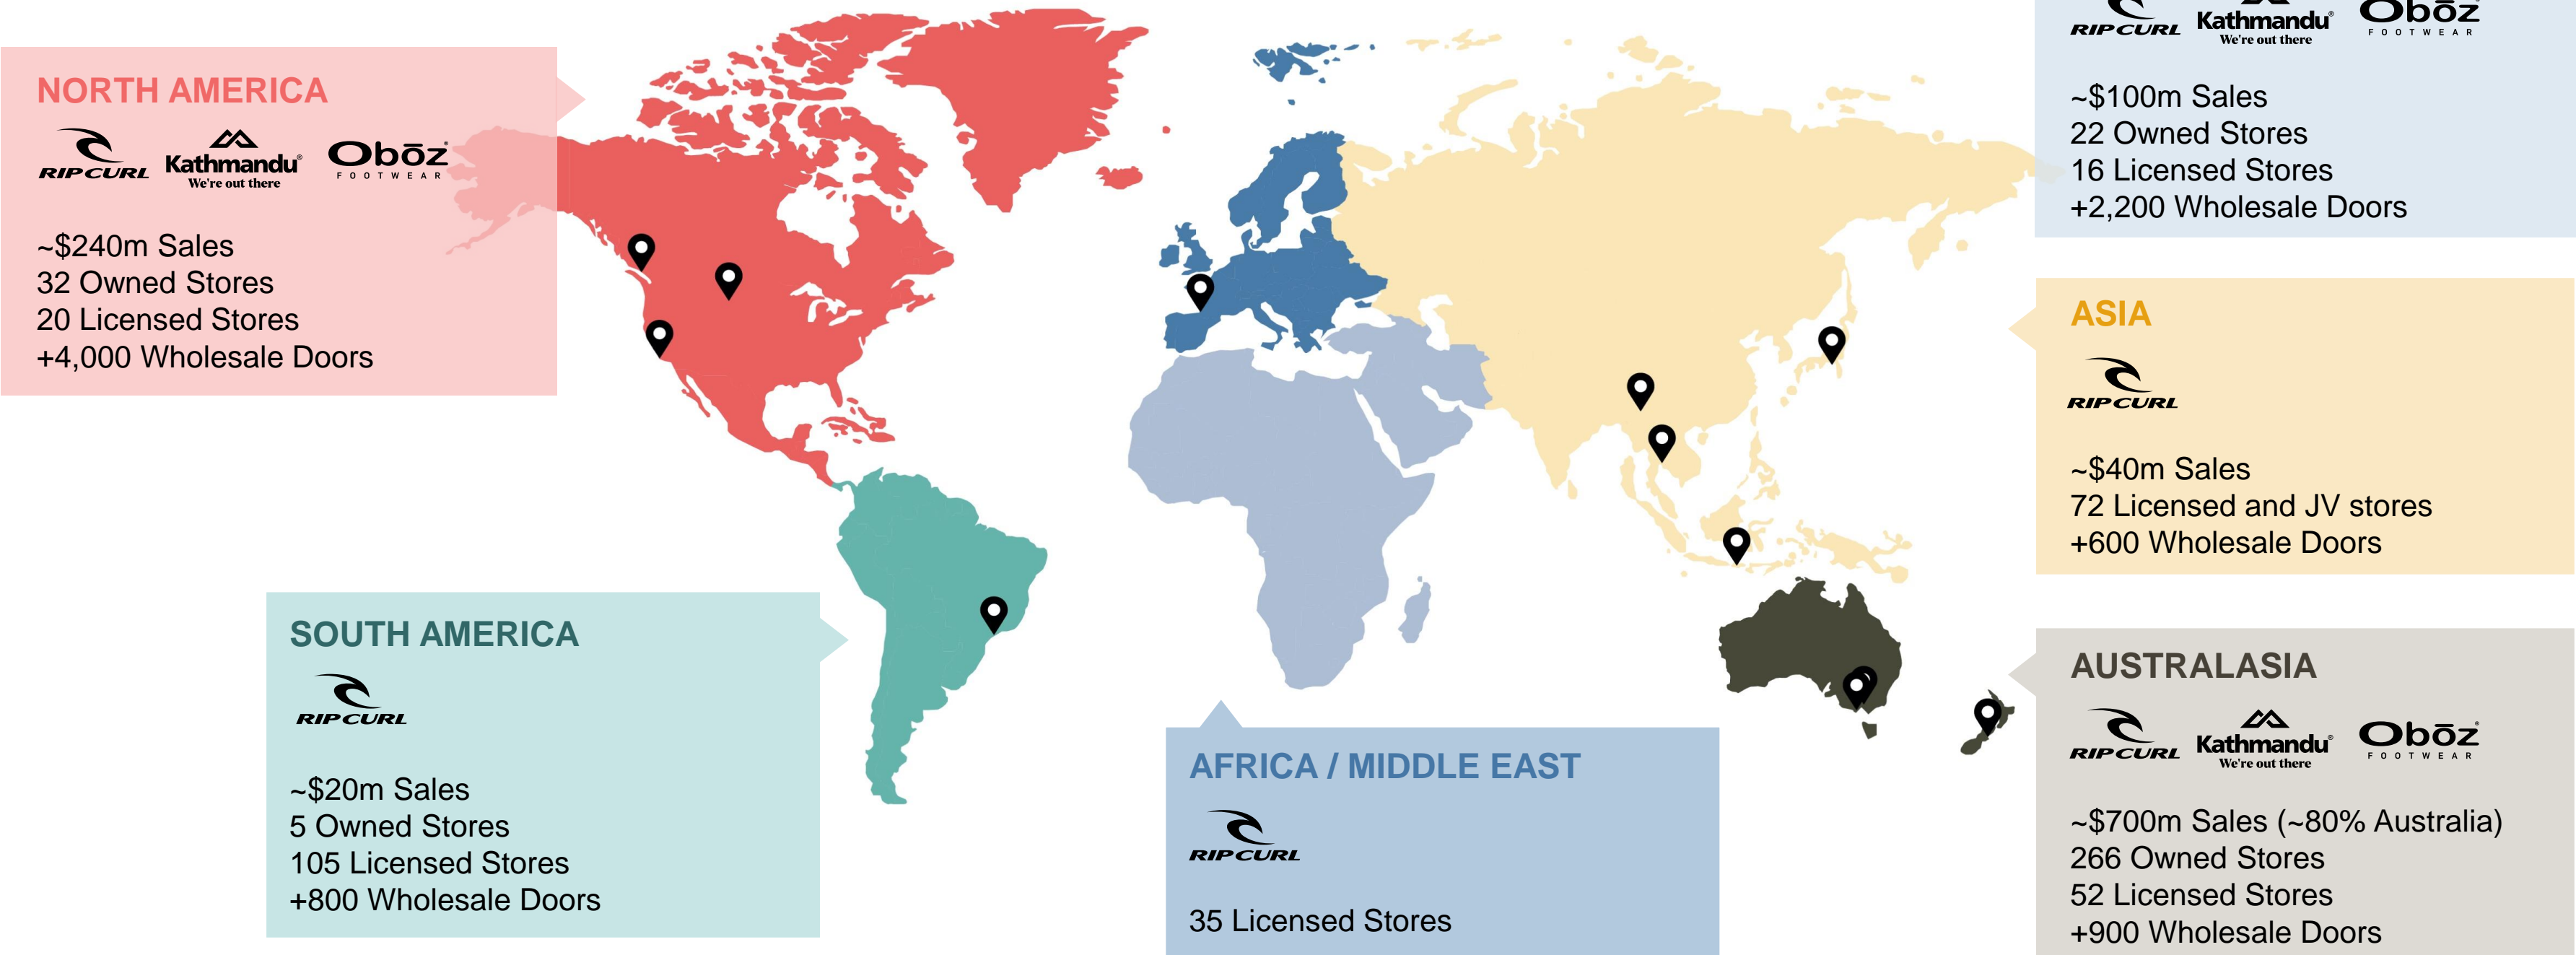 NORTH AMERICA
RIP CURL
Kathmandu®
We're out there
Obōz®
FOOTWEAR
~$240m Sales
32 Owned Stores
20 Licensed Stores
+4,000 Wholesale Doors
SOUTH AMERICA
RIP CURL
~$20m Sales
5 Owned Stores
105 Licensed Stores
+800 Wholesale Doors
AFRICA / MIDDLE EAST
RIP CURL
35 Licensed Stores
RIP CURL
Kathmandu®
We're out there
Obōz
FOOTWEAR
~$100m Sales
22 Owned Stores
16 Licensed Stores
+2,200 Wholesale Doors
ASIA
RIP CURL
~$40m Sales
72 Licensed and JV stores
+600 Wholesale Doors
AUSTRALASIA
RIP CURL
Kathmandu®
We're out there
Obōz®
FOOTWEAR
~$700m Sales (~80% Australia)
266 Owned Stores
52 Licensed Stores
+900 Wholesale Doors